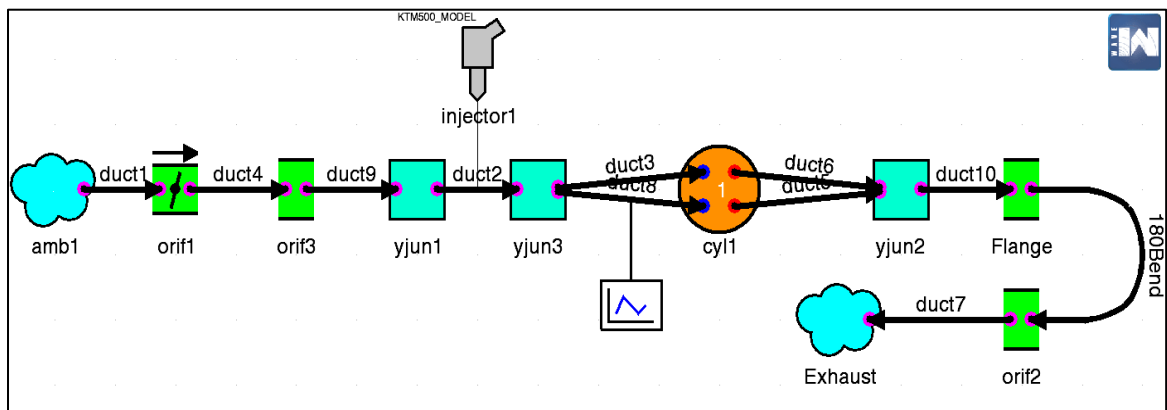 KTM500_MODEL
WAVE
injector1
duct1
duct4
duct9
duct2
duct3
duct8
1
duct6
duct10
amb1
orif1
orif3
yjun1
yjun3
cyl1
yjun2
Flange
180Bend
duct7
Exhaust
orif2